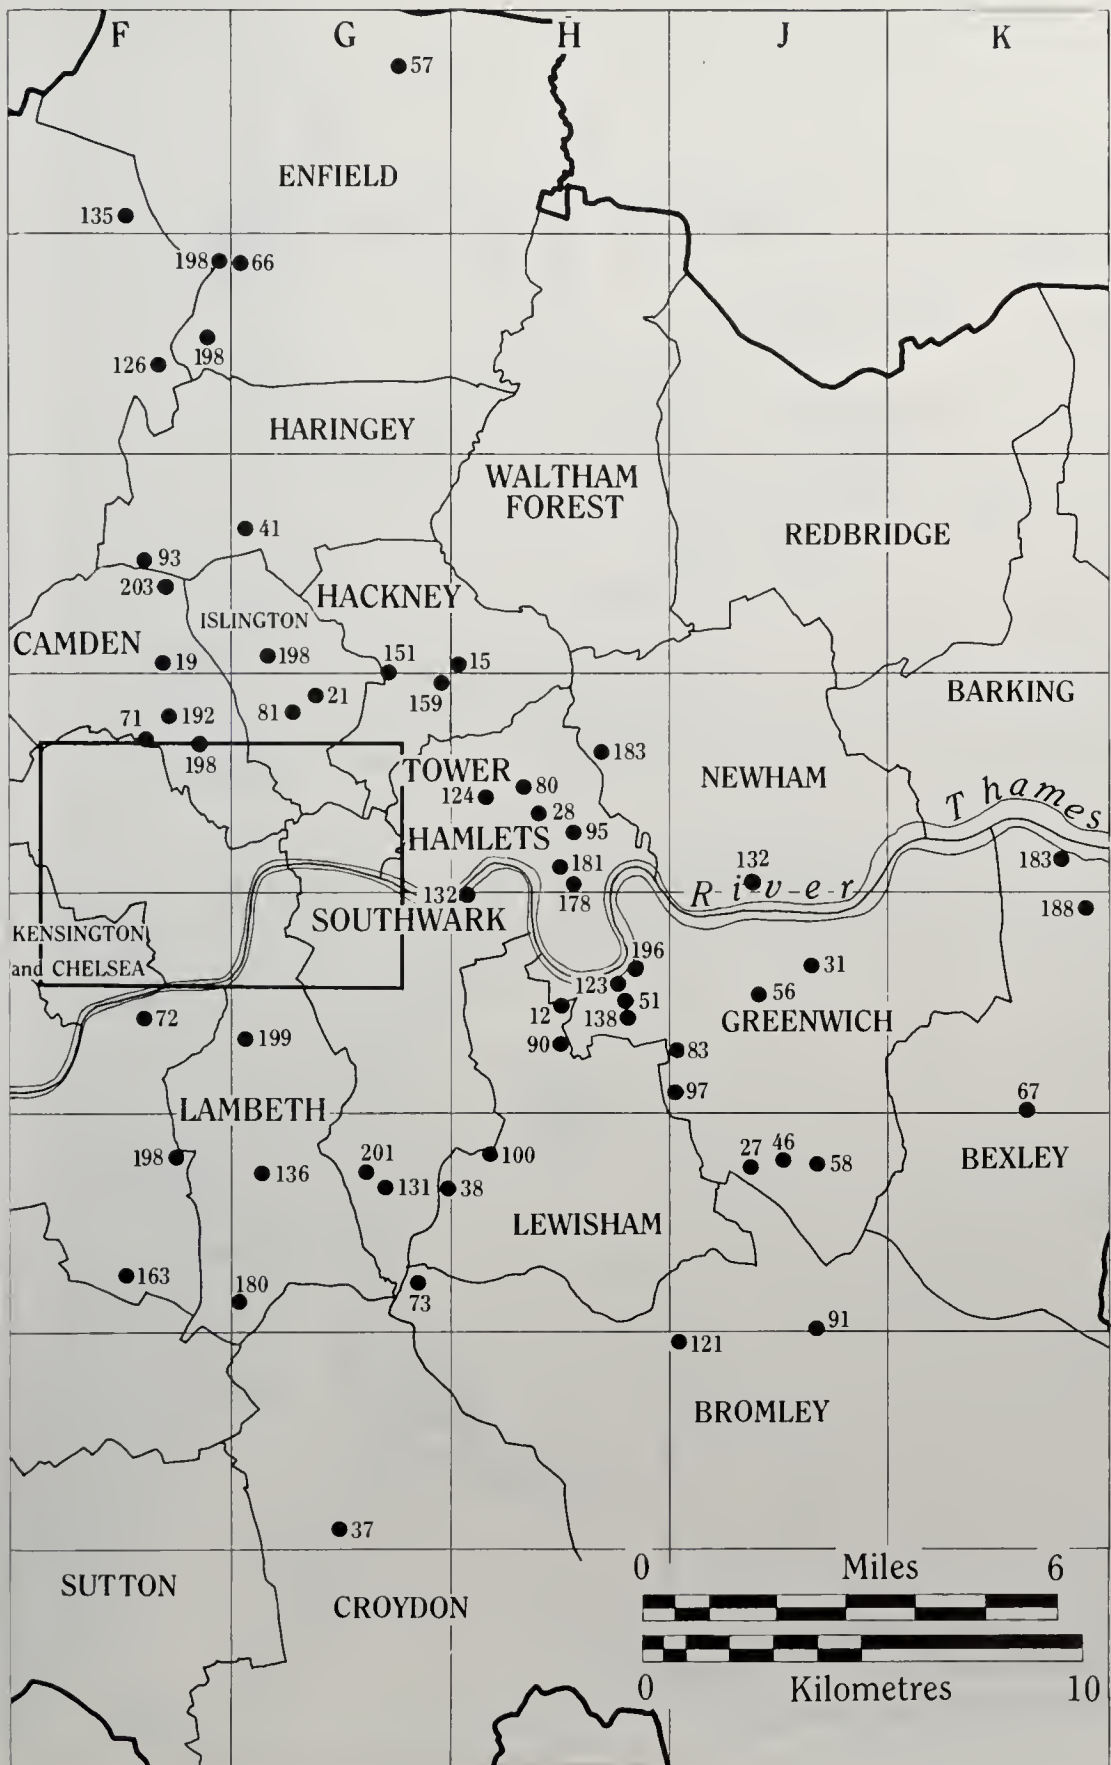 F G H J K
57
ENFIELD
135
198 66
198
126
HARINGEY
WALTHAM
FOREST
41
REDBRIDGE
93
203
HACKNEY
ISLINGTON
CAMDEN
19
198
151
15
159
21
81
BARKING
71
192
198
183
TOWER
124
80
NEWHAM
28
HAMLETS
95
River Thames
181
132
183
178
132
188
SOUTHWARK
KENSINGTON
and CHELSEA
196
31
123
51
56
12
138
GREENWICH
72
199
90
83
97
67
LAMBETH
198
136
201
131
38
100
27
46
58
BEXLEY
LEWISHAM
163
180
73
91
121
BROMLEY
37
SUTTON
CROYDON
0 Miles 6
0 Kilometres 10